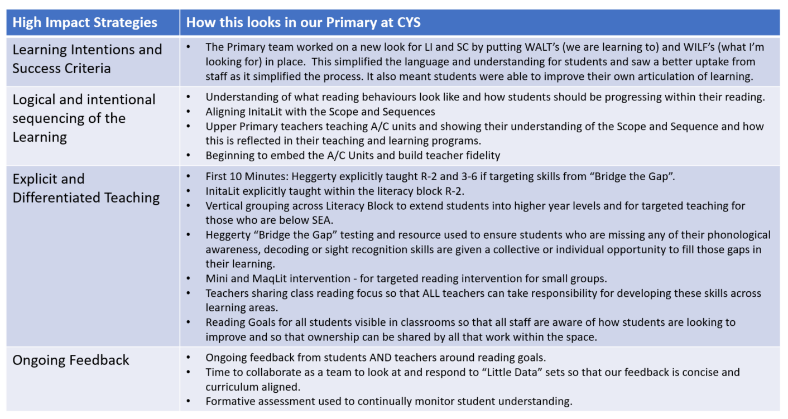 High Impact Strategies
How this looks in our Primary at CYS
Learning Intentions and
Success Criteria
• The Primary team worked on a new look for LI and SC by putting WALT's (we are learning to) and WILF's (what I'm
looking for) in place.  This simplified the language and understanding for students and saw a better uptake from
staff as it simplified the process. It also meant students were able to improve their own articulation of learning.
Logical and intentional
sequencing of the
Learning
• Understanding of what reading behaviours look like and how students should be progressing within their reading.
• Aligning InitaLit with the Scope and Sequences
• Upper Primary teachers teaching A/C units and showing their understanding of the Scope and Sequence and how
this is reflected in their teaching and learning programs.
• Beginning to embed the A/C Units and build teacher fidelity
Explicit and
Differentiated Teaching
• First 10 Minutes: Heggerty explicitly taught R-2 and 3-6 if targeting skills from "Bridge the Gap".
• InitaLit explicitly taught within the literacy block R-2.
• Vertical grouping across Literacy Block to extend students into higher year levels and for targeted teaching for
those who are below SEA.
• Heggerty "Bridge the Gap" testing and resource used to ensure students who are missing any of their phonological
awareness, decoding or sight recognition skills are given a collective or individual opportunity to fill those gaps in
their learning.
• Mini and MaqLit intervention - for targeted reading intervention for small groups.
• Teachers sharing class reading focus so that ALL teachers can take responsibility for developing these skills across
learning areas.
• Reading Goals for all students visible in classrooms so that all staff are aware of how students are looking to
improve and so that ownership can be shared by all that work within the space.
Ongoing Feedback
• Ongoing feedback from students AND teachers around reading goals.
• Time to collaborate as a team to look at and respond to "Little Data" sets so that our feedback is concise and
curriculum aligned.
• Formative assessment used to continually monitor student understanding.